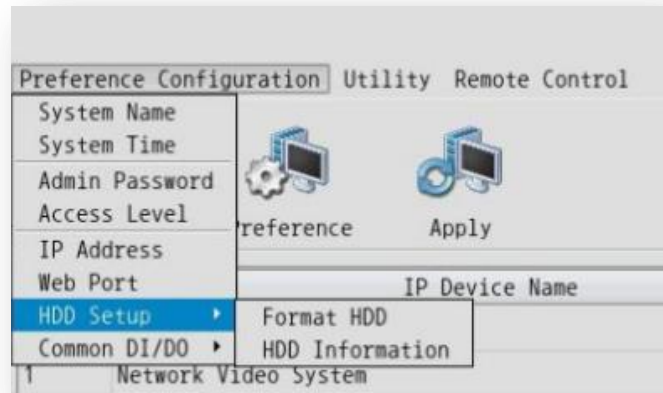 Preference Configuration Utility Remote Control
System Name
System Time
Admin Password
Access Level
IP Address
Web Port
HDD Setup
Common DI/DO
Format HDD
HDD Information
Preference
Apply
IP Device Name
1 Network Video System